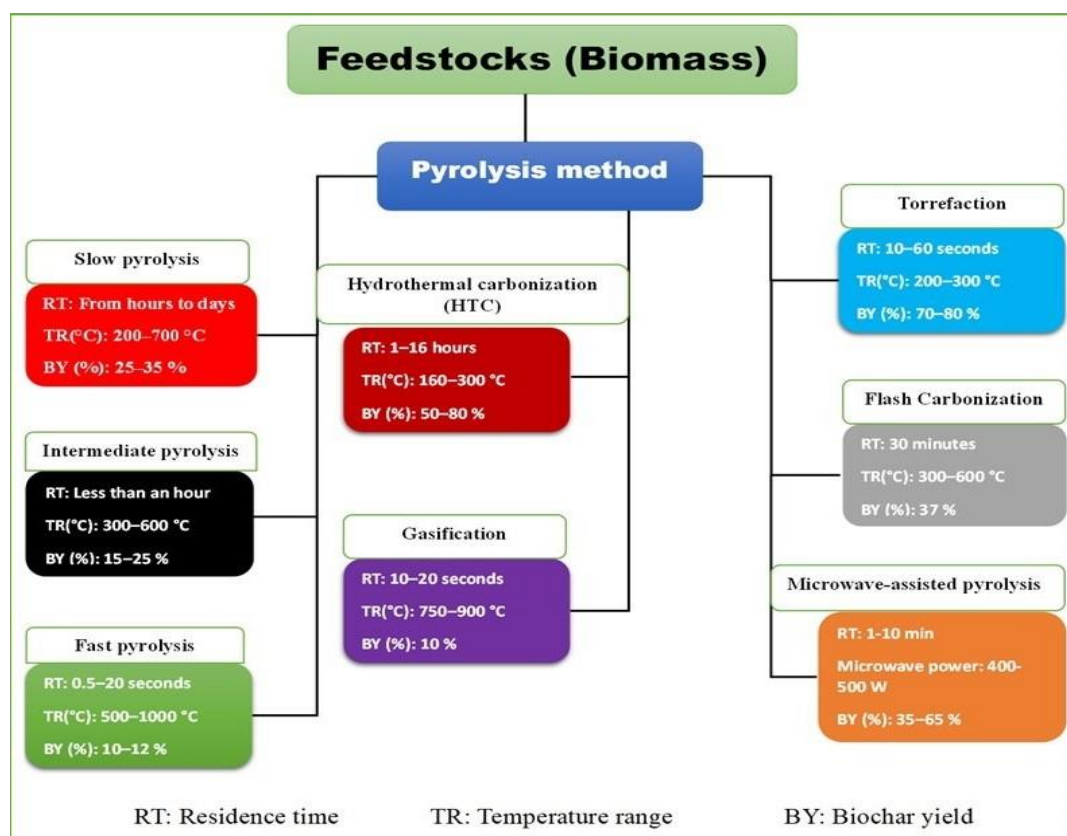 Feedstocks (Biomass)
Pyrolysis method
Slow pyrolysis
RT: From hours to days
TR(°C): 200–700 °C
BY (%): 25–35 %
Intermediate pyrolysis
RT: Less than an hour
TR(°C): 300–600 °C
BY (%): 15–25 %
Fast pyrolysis
RT: 0.5–20 seconds
TR(°C): 500–1000 °C
BY (%): 10–12 %
Hydrothermal carbonization
(HTC)
RT: 1–16 hours
TR(°C): 160–300 °C
BY (%): 50–80 %
Gasification
RT: 10–20 seconds
TR(°C): 750–900 °C
BY (%): 10 %
Torrefaction
RT: 10–60 seconds
TR(°C): 200–300 °C
BY (%): 70–80 %
Flash Carbonization
RT: 30 minutes
TR(°C): 300–600 °C
BY (%): 37 %
Microwave-assisted pyrolysis
RT: 1-10 min
Microwave power: 400-
500 W
BY (%): 35–65 %
RT: Residence time
TR: Temperature range
BY: Biochar yield